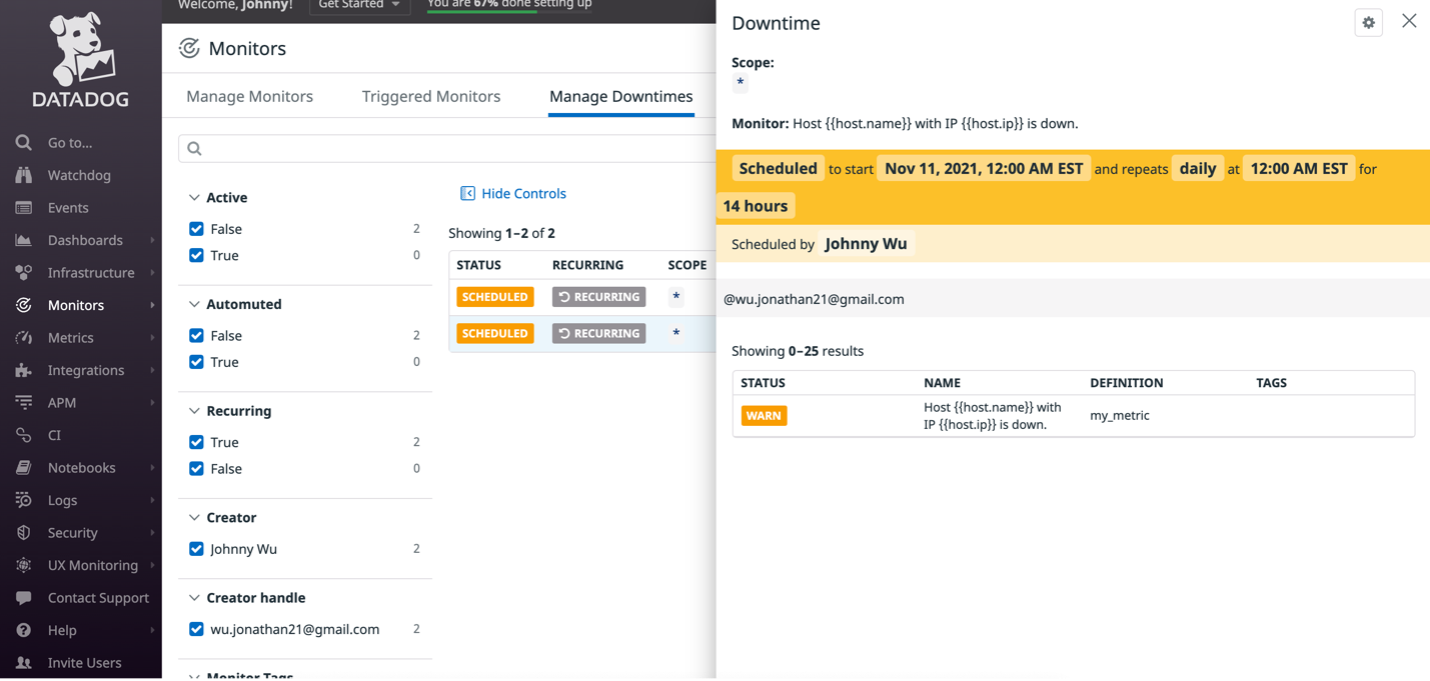 DATADOG
Go to...
Watchdog
Events
Dashboards
Infrastructure
Monitors
Metrics
Integrations
APM
CI
Notebooks
Logs
Security
UX Monitoring
Contact Support
Help
Invite Users
Welcome, Johnny! Get Started You are 67% done setting up
Monitors
Manage Monitors Triggered Monitors Manage Downtimes
Active
False 2
True 0
Automated
False 2
True 0
Recurring
True 2
False 0
Creator
Johnny Wu 2
Creator handle
wu.jonathan21@gmail.com 2
Monitor Tags
Hide Controls
Showing 1–2 of 2
STATUS RECURRING SCOPE
SCHEDULED RECURRING *
SCHEDULED RECURRING *
Downtime
Scope:
*
Monitor: Host {{host.name}} with IP {{host.ip}} is down.
Scheduled to start Nov 11, 2021, 12:00 AM EST and repeats daily at 12:00 AM EST for
14 hours
Scheduled by Johnny Wu
@wu.jonathan21@gmail.com
Showing 0–25 results
STATUS NAME DEFINITION TAGS
WARN Host {{host.name}} with my_metric
IP {{host.ip}} is down.